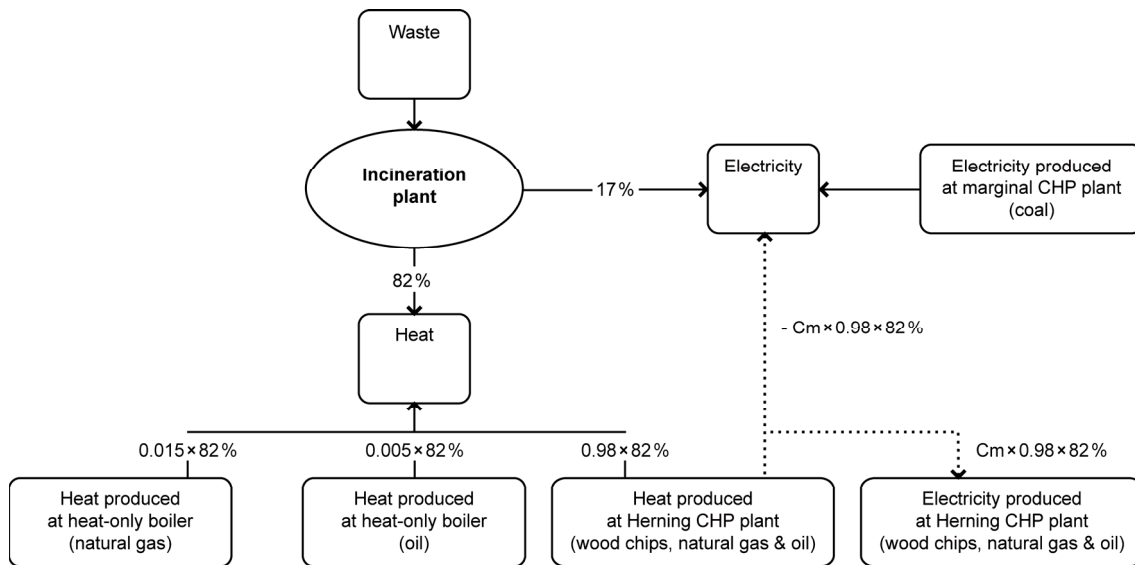 Waste
Incineration
plant
17%
Electricity
Electricity produced
at marginal CHP plant
(coal)
82%
Heat
- Cm×0.98×82%
0.015×82%
0.005×82%
0.98×82%
Cm×0.98×82%
Heat produced
at heat-only boiler
(natural gas)
Heat produced
at heat-only boiler
(oil)
Heat produced
at Herning CHP plant
(wood chips, natural gas & oil)
Electricity produced
at Herning CHP plant
(wood chips, natural gas & oil)